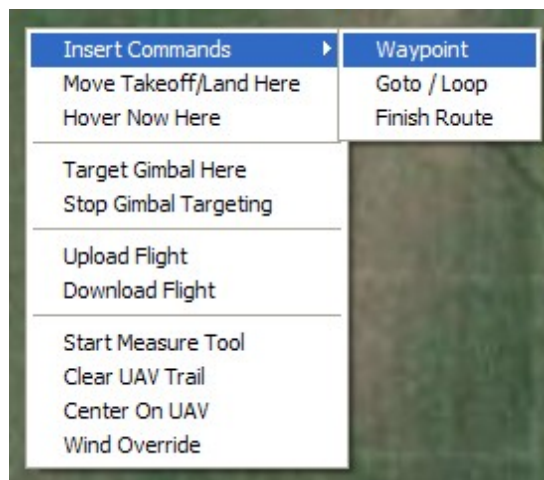 Insert Commands
Waypoint
Move Takeoff/Land Here
Goto / Loop
Hover Now Here
Finish Route
Target Gimbal Here
Stop Gimbal Targeting
Upload Flight
Download Flight
Start Measure Tool
Clear UAV Trail
Center On UAV
Wind Override